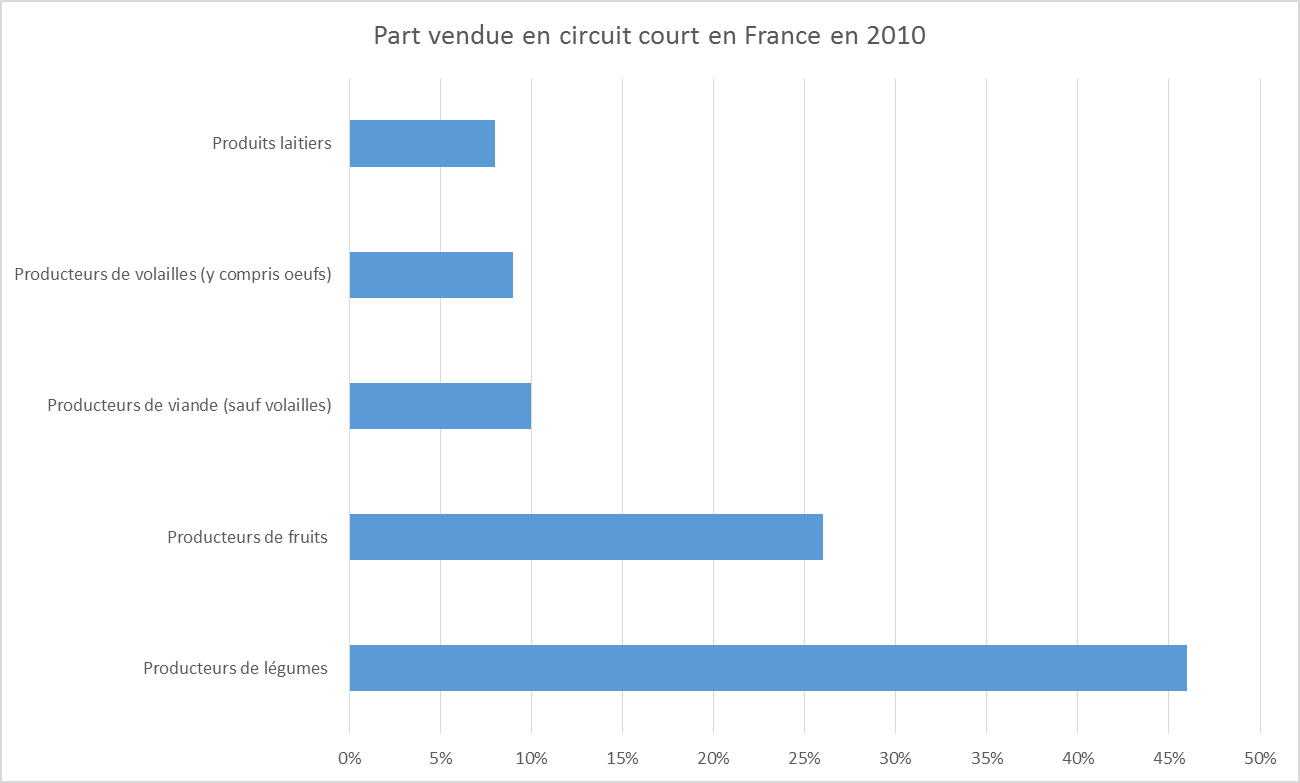 Part vendue en circuit court en France en 2010
Produits laitiers
Producteurs de volailles (y compris oeufs)
Producteurs de viande (sauf volailles)
Producteurs de fruits
Producteurs de légumes
0% 5% 10% 15% 20% 25% 30% 35% 40% 45% 50%